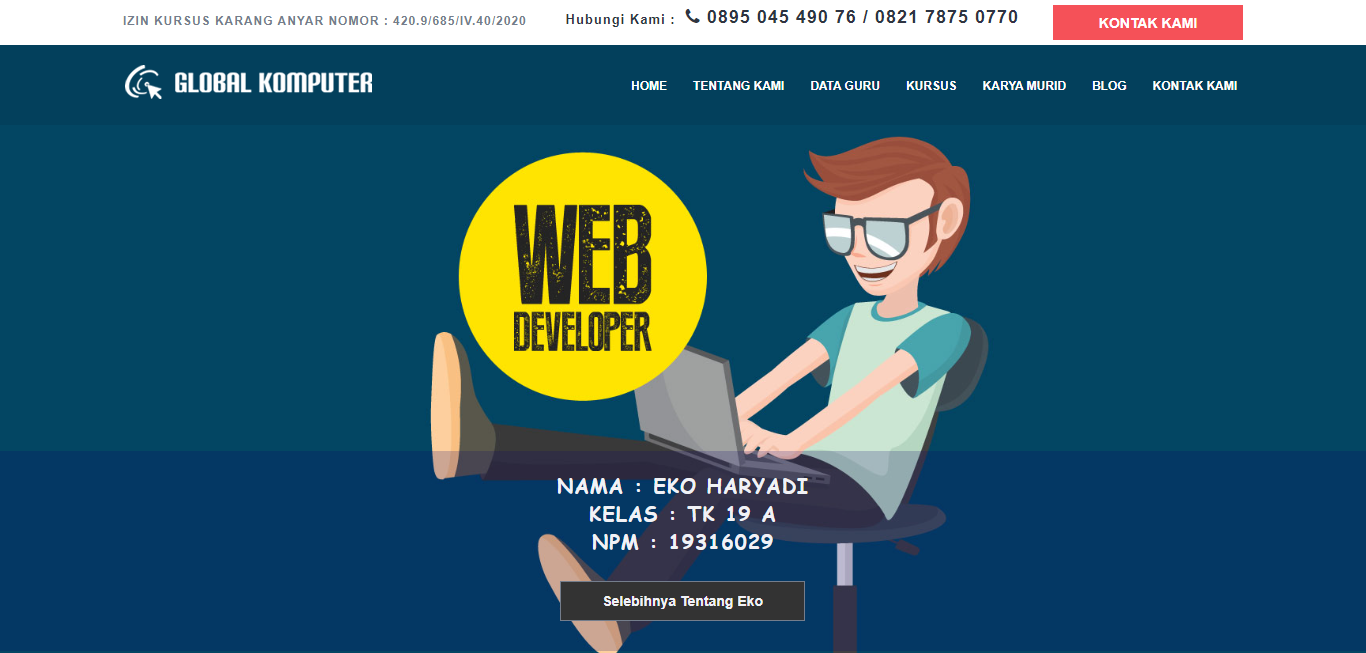 IZIN KURSUS KARANG ANYAR NOMOR : 420.9/685/IV.40/2020
Hubungi Kami : 0895 045 490 76 / 0821 7875 0770
KONTAK KAMI
GLOBAL KOMPUTER
HOME TENTANG KAMI DATA GURU KURSUS KARYA MURID BLOG KONTAK KAMI
WEB
DEVELOPER
NAMA : EKO HARYADI
KELAS : TK 19 A
NPM : 19316029
Selebihnya Tentang Eko